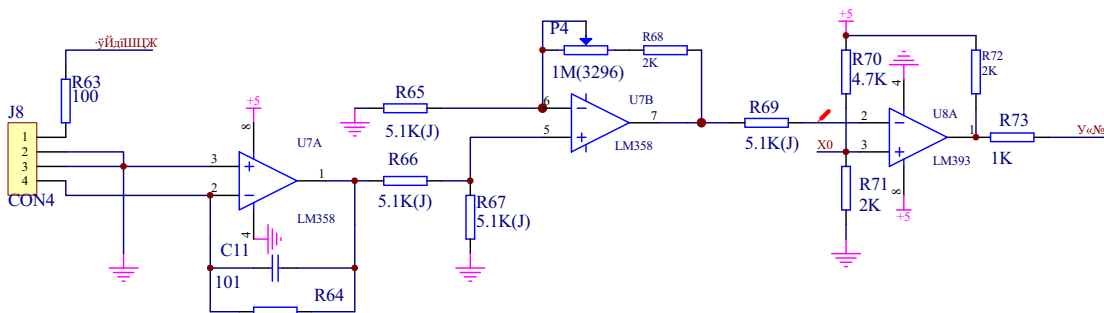 ·ÿЙдïШЦЖ
R63
100
J8
1
2
3
4
CON4
+5
8
U7A
3
2
1
LM358
4
C11
101
R64
R65
5.1K(J)
R66
5.1K(J)
R67
5.1K(J)
P4
1M(3296)
R68
2K
U7B
6
5
7
LM358
R69
5.1K(J)
+5
R70
4.7K
R72
2K
4
U8A
2
3
1
X0
LM393
8
+5
R71
2K
R73
1K
У«№